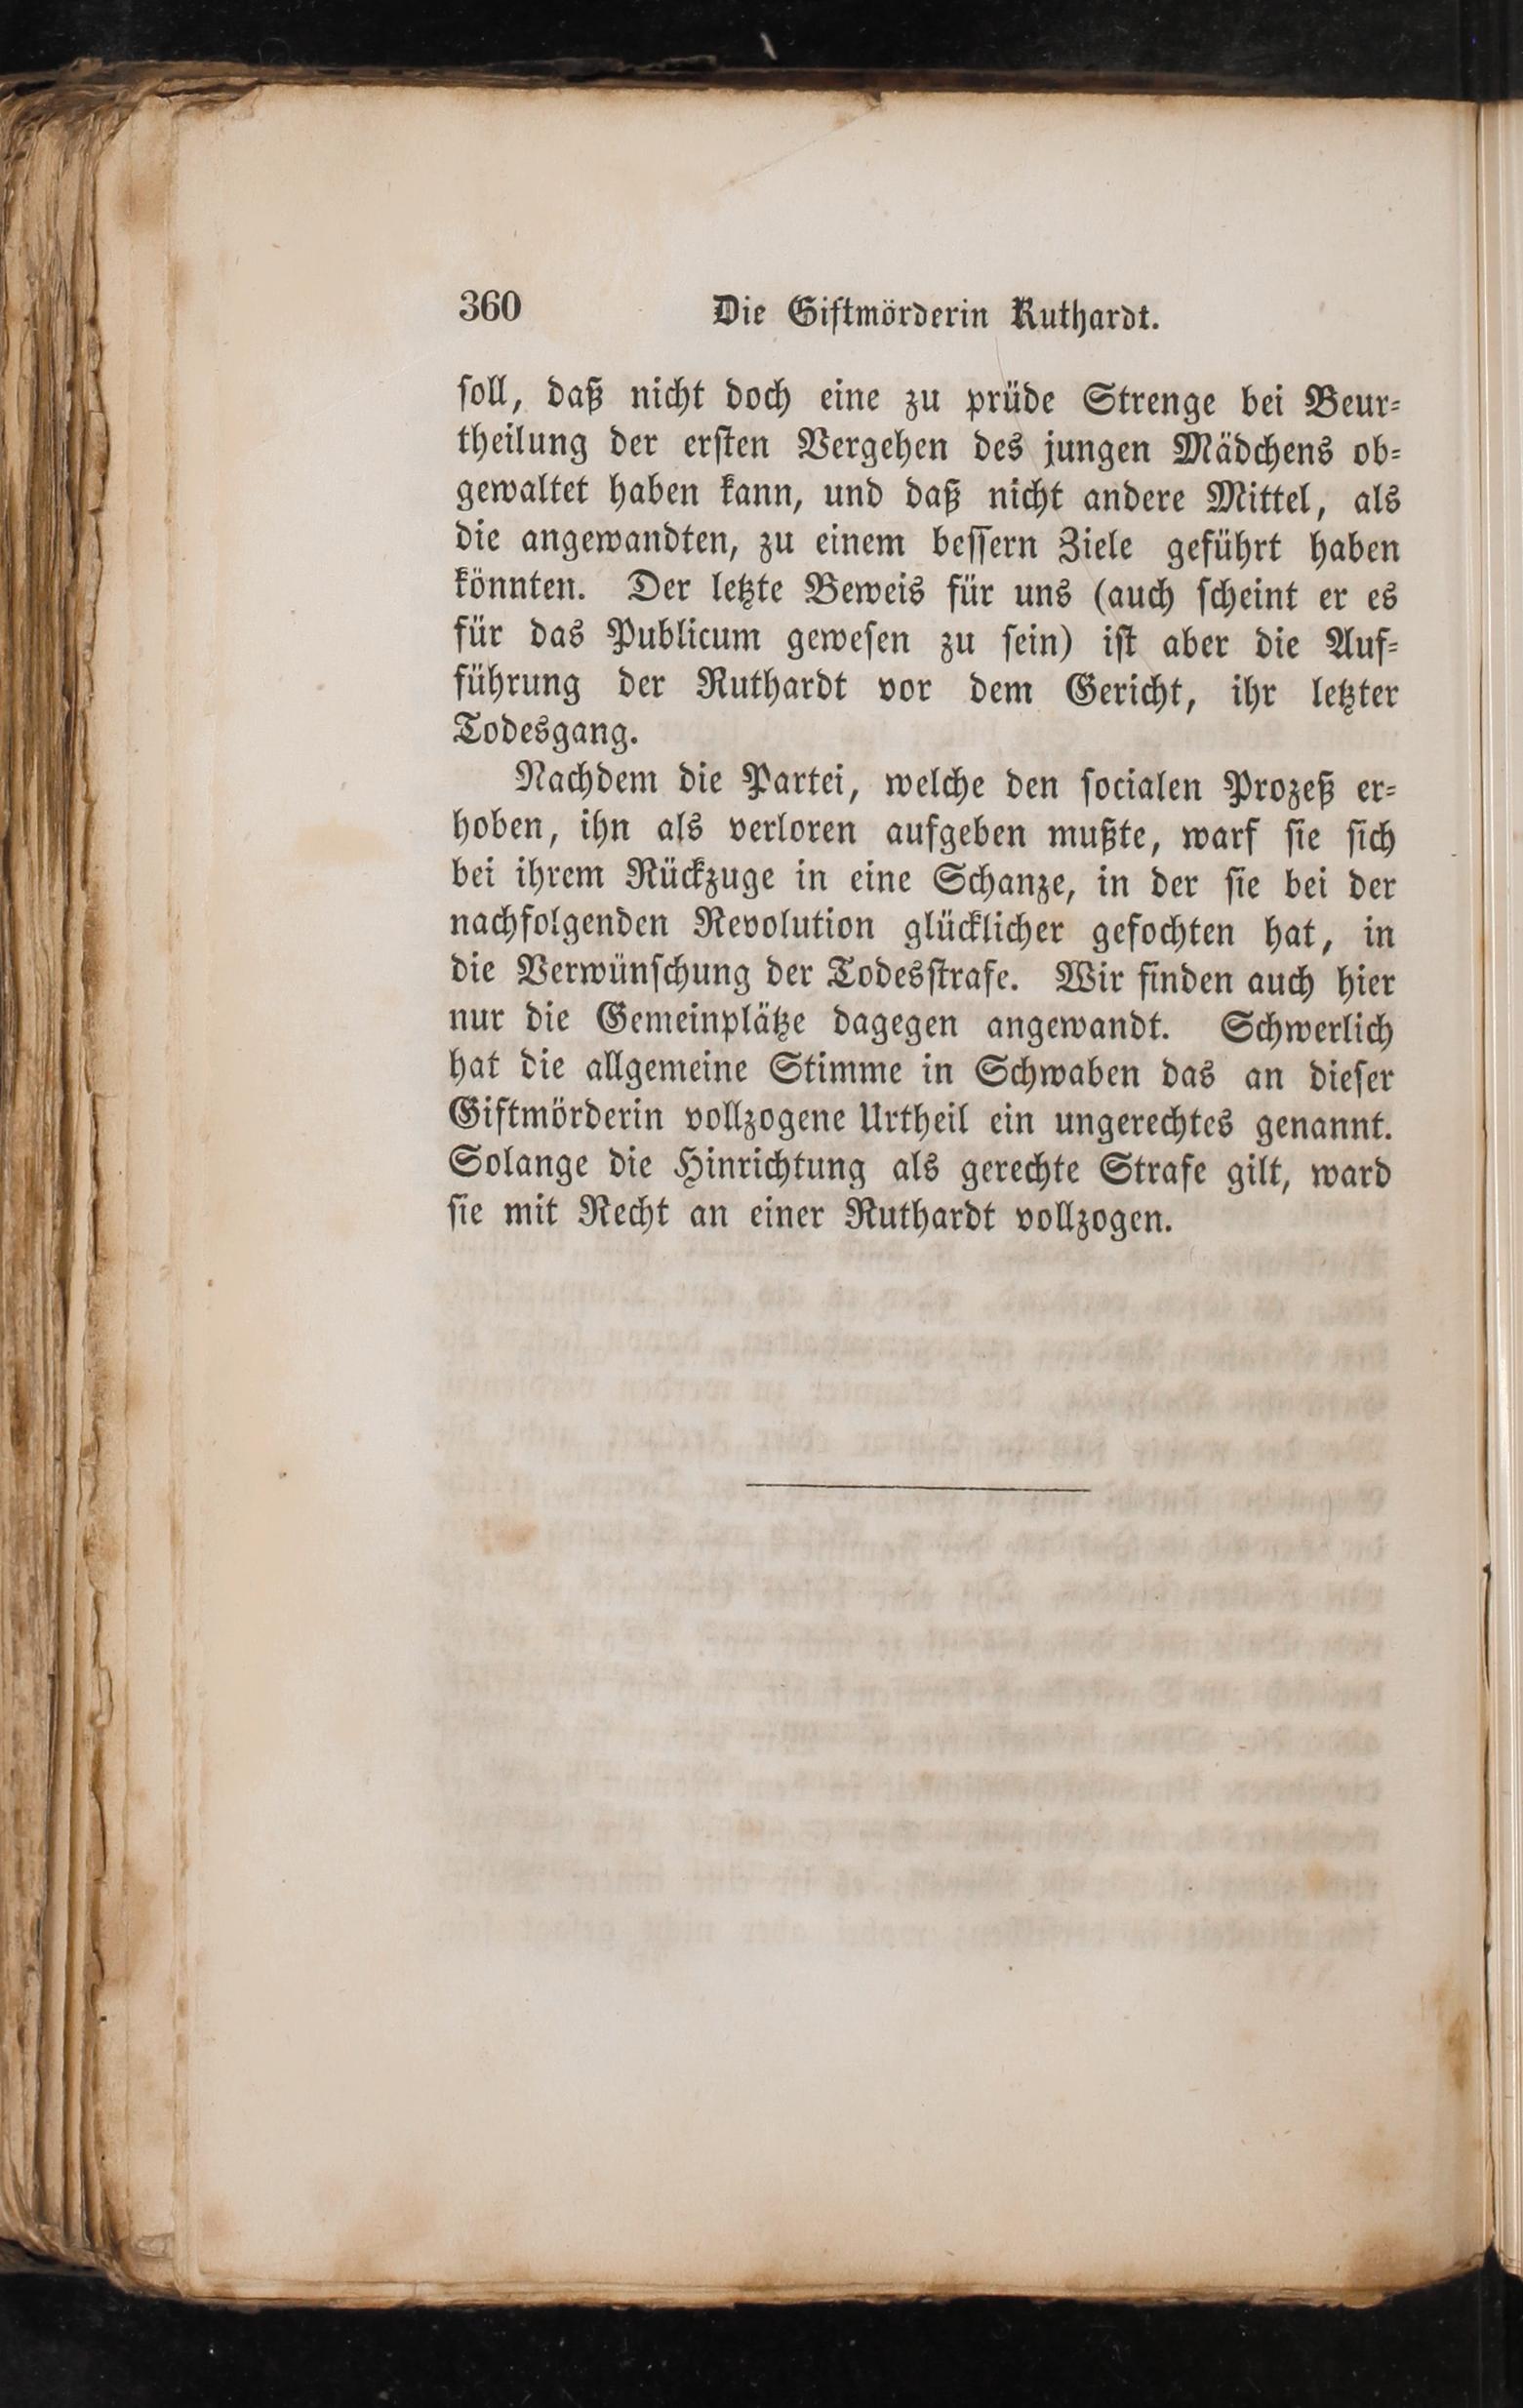 360 Die Giftmörderin Ruthardt.
soll, daß nicht doch eine zu prüde Strenge bei Beur-
theilung der ersten Vergehen des jungen Mädchens ob-
gewaltet haben kann, und daß nicht andere Mittel, als
die angewandten, zu einem bessern Ziele geführt haben
könnten. Der letzte Beweis für uns (auch scheint er es
für das Publicum gewesen zu sein) ist aber die Auf-
führung der Ruthardt vor dem Gericht, ihr letzter
Todesgang.
Nachdem die Partei, welche den socialen Prozeß er-
hoben, ihn als verloren aufgeben mußte, warf sie sich
bei ihrem Rückzuge in eine Schanze, in der sie bei der
nachfolgenden Revolution glücklicher gefochten hat, in
die Verwünschung der Todesstrafe. Wir finden auch hier
nur die Gemeinplätze dagegen angewandt. Schwerlich
hat die allgemeine Stimme in Schwaben das an dieser
Giftmörderin vollzogene Urtheil ein ungerechtes genannt.
Solange die Hinrichtung als gerechte Strafe gilt, ward
sie mit Recht an einer Ruthardt vollzogen.